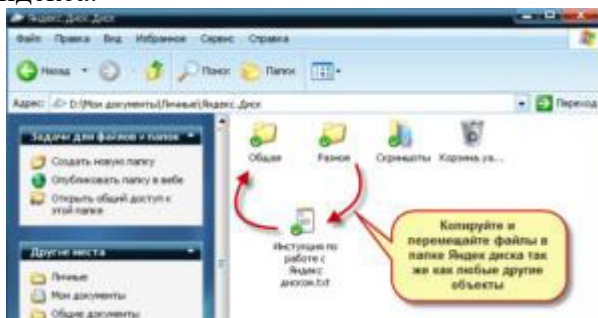 Яндекс.Диск
Файл Правка Вид Избранное Сервис Справка
Назад Поиск Папки
Адрес: D:\Мои документы\Личные\Яндекс.Диск Переход
Задачи для файлов и папок
Создать новую папку
Опубликовать папку в вебе
Открыть общий доступ к
этой папке
Другие места
Личные
Мои документы
Общие документы
Общая Разное Скриншоты Корзина
Инстукция по
работе с
Яндекс
диском.txt
Копируйте и
перемещайте файлы в
папке Яндек диска так
же как любые другие
объекты